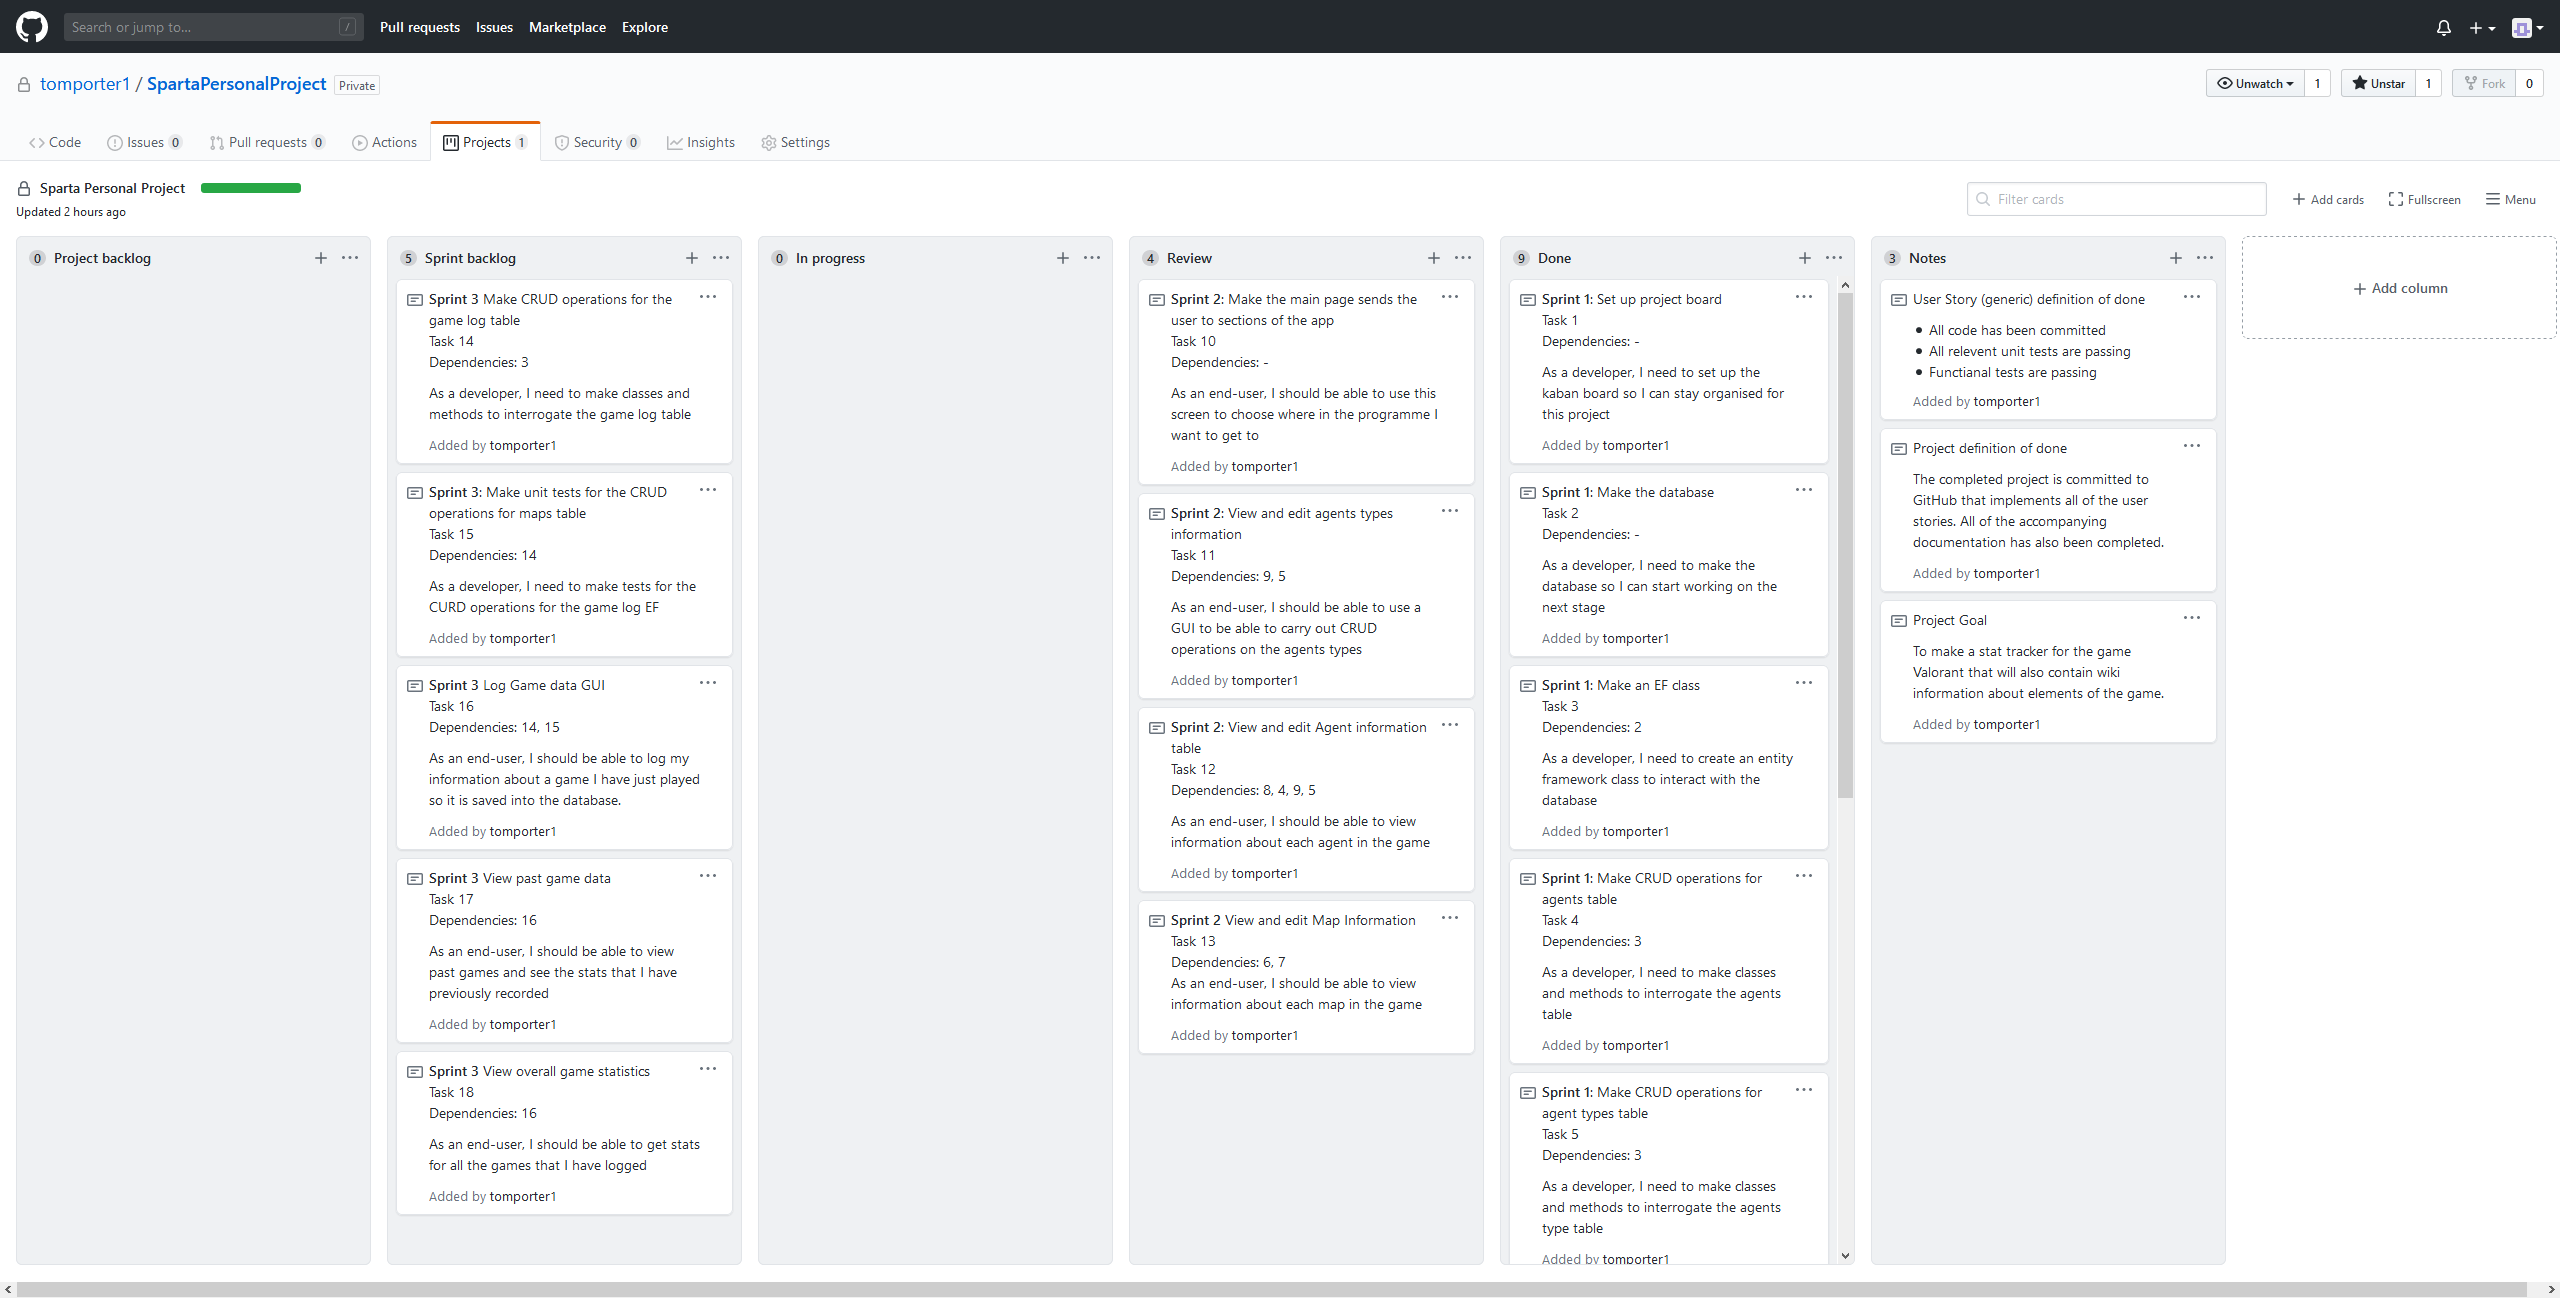 Search or jump to... /
Pull requests Issues Marketplace Explore
tomporter1 / SpartaPersonalProject Private
Unwatch 1 Unstar 1 Fork 0
Code Issues 0 Pull requests 0 Actions Projects 1 Security 0 Insights Settings
Sparta Personal Project
Updated 2 hours ago
Filter cards
Add cards Fullscreen Menu
0 Project backlog
5 Sprint backlog
Sprint 3 Make CRUD operations for the
game log table
Task 14
Dependencies: 3
As a developer, I need to make classes and
methods to interrogate the game log table
Added by tomporter1
Sprint 3: Make unit tests for the CRUD
operations for maps table
Task 15
Dependencies: 14
As a developer, I need to make tests for the
CURD operations for the game log EF
Added by tomporter1
Sprint 3 Log Game data GUI
Task 16
Dependencies: 14, 15
As an end-user, I should be able to log my
information about a game I have just played
so it is saved into the database.
Added by tomporter1
Sprint 3 View past game data
Task 17
Dependencies: 16
As an end-user, I should be able to view
past games and see the stats that I have
previously recorded
Added by tomporter1
Sprint 3 View overall game statistics
Task 18
Dependencies: 16
As an end-user, I should be able to get stats
for all the games that I have logged
Added by tomporter1
0 In progress
4 Review
Sprint 2: Make the main page sends the
user to sections of the app
Task 10
Dependencies: -
As an end-user, I should be able to use this
screen to choose where in the programme I
want to get to
Added by tomporter1
Sprint 2: View and edit agents types
information
Task 11
Dependencies: 9, 5
As an end-user, I should be able to use a
GUI to be able to carry out CRUD
operations on the agents types
Added by tomporter1
Sprint 2: View and edit Agent information
table
Task 12
Dependencies: 8, 4, 9, 5
As an end-user, I should be able to view
information about each agent in the game
Added by tomporter1
Sprint 2 View and edit Map Information
Task 13
Dependencies: 6, 7
As an end-user, I should be able to view
information about each map in the game
Added by tomporter1
9 Done
Sprint 1: Set up project board
Task 1
Dependencies: -
As a developer, I need to set up the
kaban board so I can stay organised for
this project
Added by tomporter1
Sprint 1: Make the database
Task 2
Dependencies: -
As a developer, I need to make the
database so I can start working on the
next stage
Added by tomporter1
Sprint 1: Make an EF class
Task 3
Dependencies: 2
As a developer, I need to create an entity
framework class to interact with the
database
Added by tomporter1
Sprint 1: Make CRUD operations for
agents table
Task 4
Dependencies: 3
As a developer, I need to make classes
and methods to interrogate the agents
table
Added by tomporter1
Sprint 1: Make CRUD operations for
agent types table
Task 5
Dependencies: 3
As a developer, I need to make classes
and methods to interrogate the agents
type table
Added by tomporter1
3 Notes
User Story (generic) definition of done
• All code has been committed
• All relevent unit tests are passing
• Functianal tests are passing
Added by tomporter1
Project definition of done
The completed project is committed to
GitHub that implements all of the user
stories. All of the accompanying
documentation has also been completed.
Added by tomporter1
Project Goal
To make a stat tracker for the game
Valorant that will also contain wiki
information about elements of the game.
Added by tomporter1
Add column